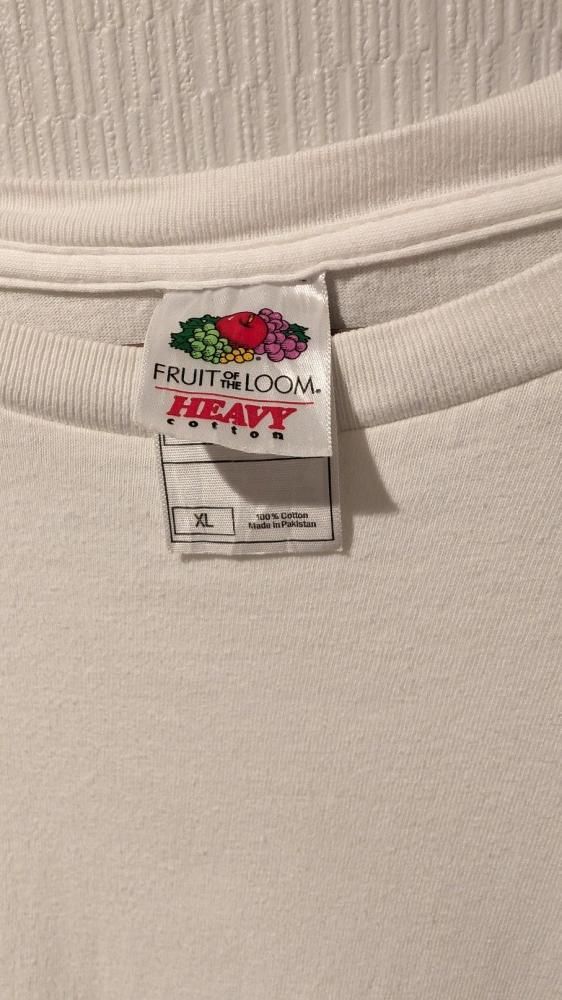 FRUIT OF THE LOOM®
HEAVY
cotton
XL
100% Cotton
Made in Pakistan